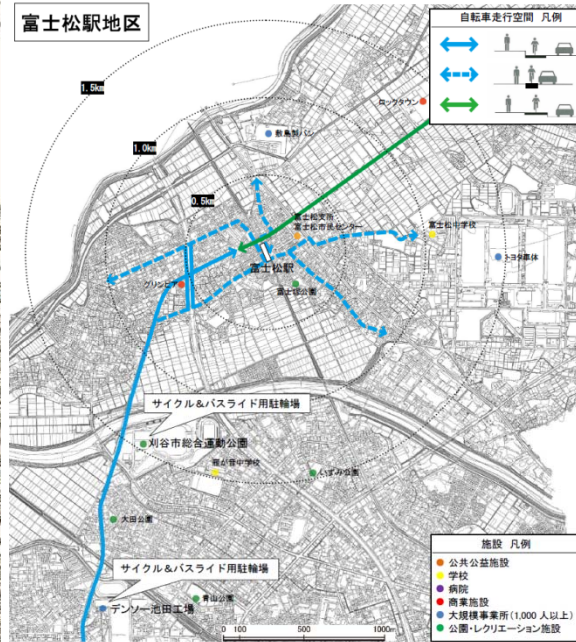 富士松駅地区
自転車走行空間 凡例
1.5km
ロックタウン
敷島製パン
1.0km
0.5km
富士松支所
富士松市民センター
富士松中学校
トヨタ車体
富士松駅
グリンピア
富士松公園
サイクル&バスライド用駐輪場
刈谷市総合運動公園
雁が音中学校
いずみ公園
大田公園
サイクル&バスライド用駐輪場
青山公園
デンソー池田工場
施設 凡例
公共公益施設
学校
病院
商業施設
大規模事業所(1,000 人以上)
公園・レクリエーション施設
0 100 500 1000m